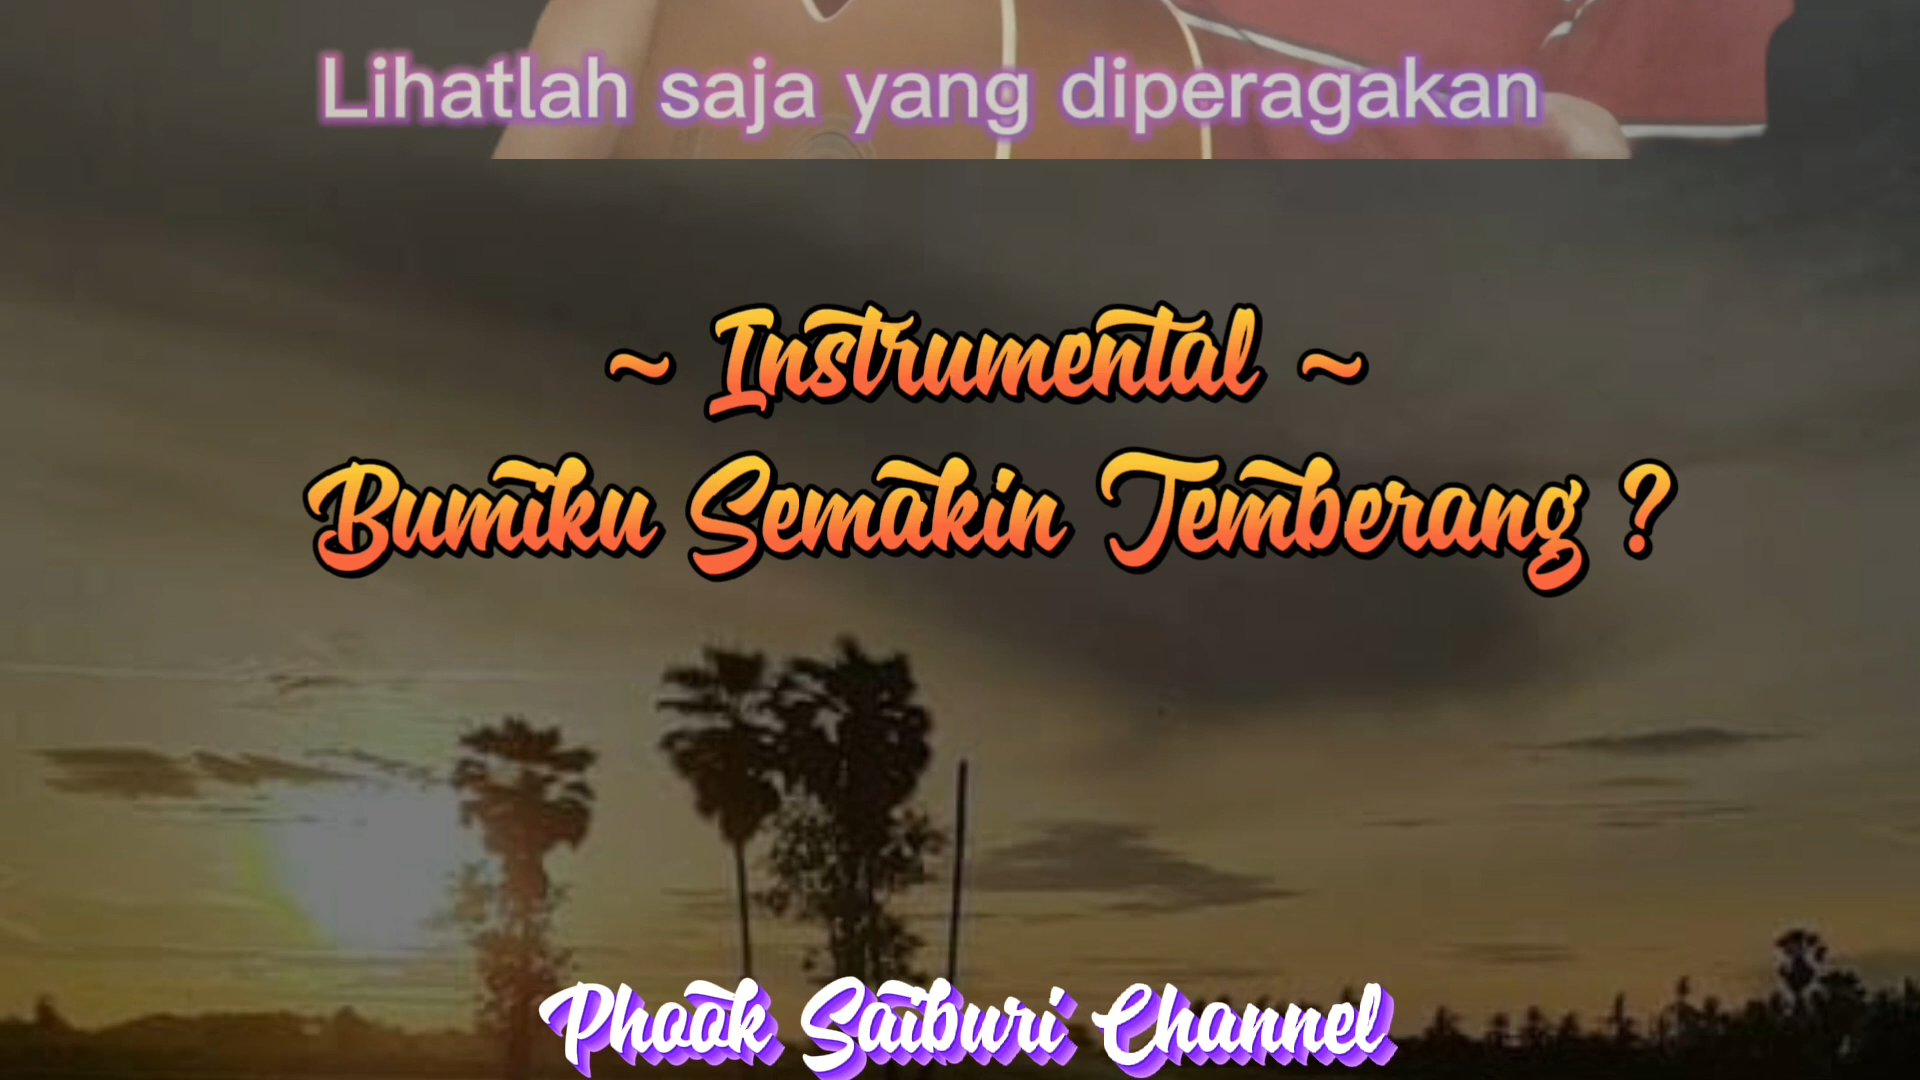 Lihatlah saja yang diperagakan
~ Instrumental ~
Bumiku Semakin Temberang ?
Phook Saiburi Channel